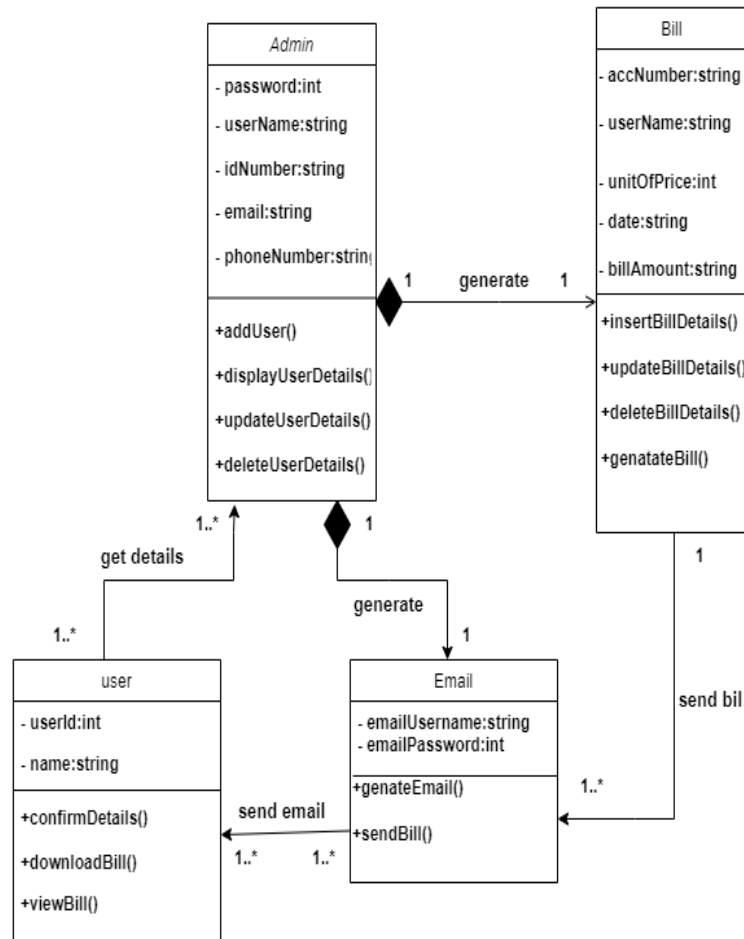 Admin
- password:int
- userName:string
- idNumber:string
- email:string
- phoneNumber:string
+addUser()
+displayUserDetails()
+updateUserDetails()
+deleteUserDetails()
Bill
- accNumber:string
- userName:string
- unitOfPrice:int
- date:string
- billAmount:string
+insertBillDetails()
+updateBillDetails()
+deleteBillDetails()
+genatateBill()
1 generate 1
1..*
get details
1..*
1
generate
1
1
send bil
1..*
user
- userId:int
- name:string
+confirmDetails()
+downloadBill()
+viewBill()
send email
1..* 1..*
Email
- emailUsername:string
- emailPassword:int
+genateEmail()
+sendBill()